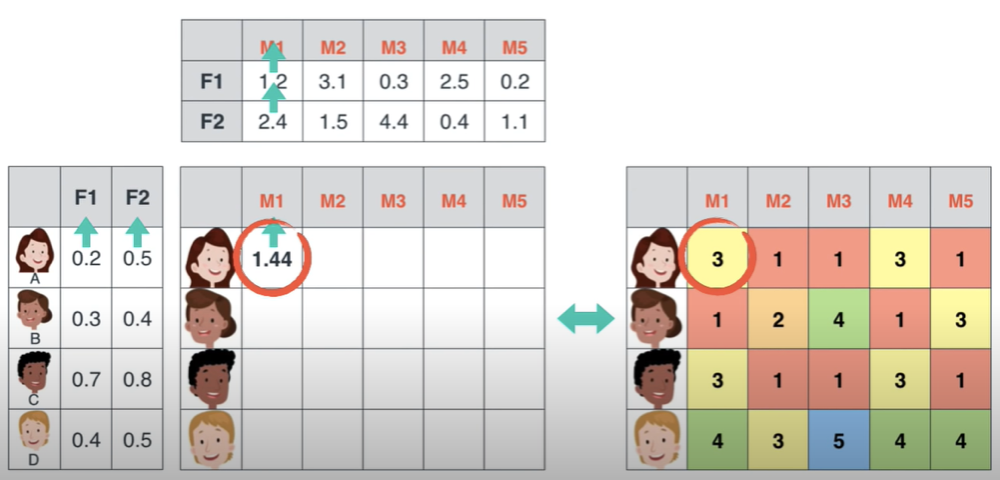 M1 M2 M3 M4 M5
F1 1.2 3.1 0.3 2.5 0.2
F2 2.4 1.5 4.4 0.4 1.1
F1 F2
A 0.2 0.5
B 0.3 0.4
C 0.7 0.8
D 0.4 0.5
M1 M2 M3 M4 M5
1.44
M1 M2 M3 M4 M5
3 1 1 3 1
1 2 4 1 3
3 1 1 3 1
4 3 5 4 4